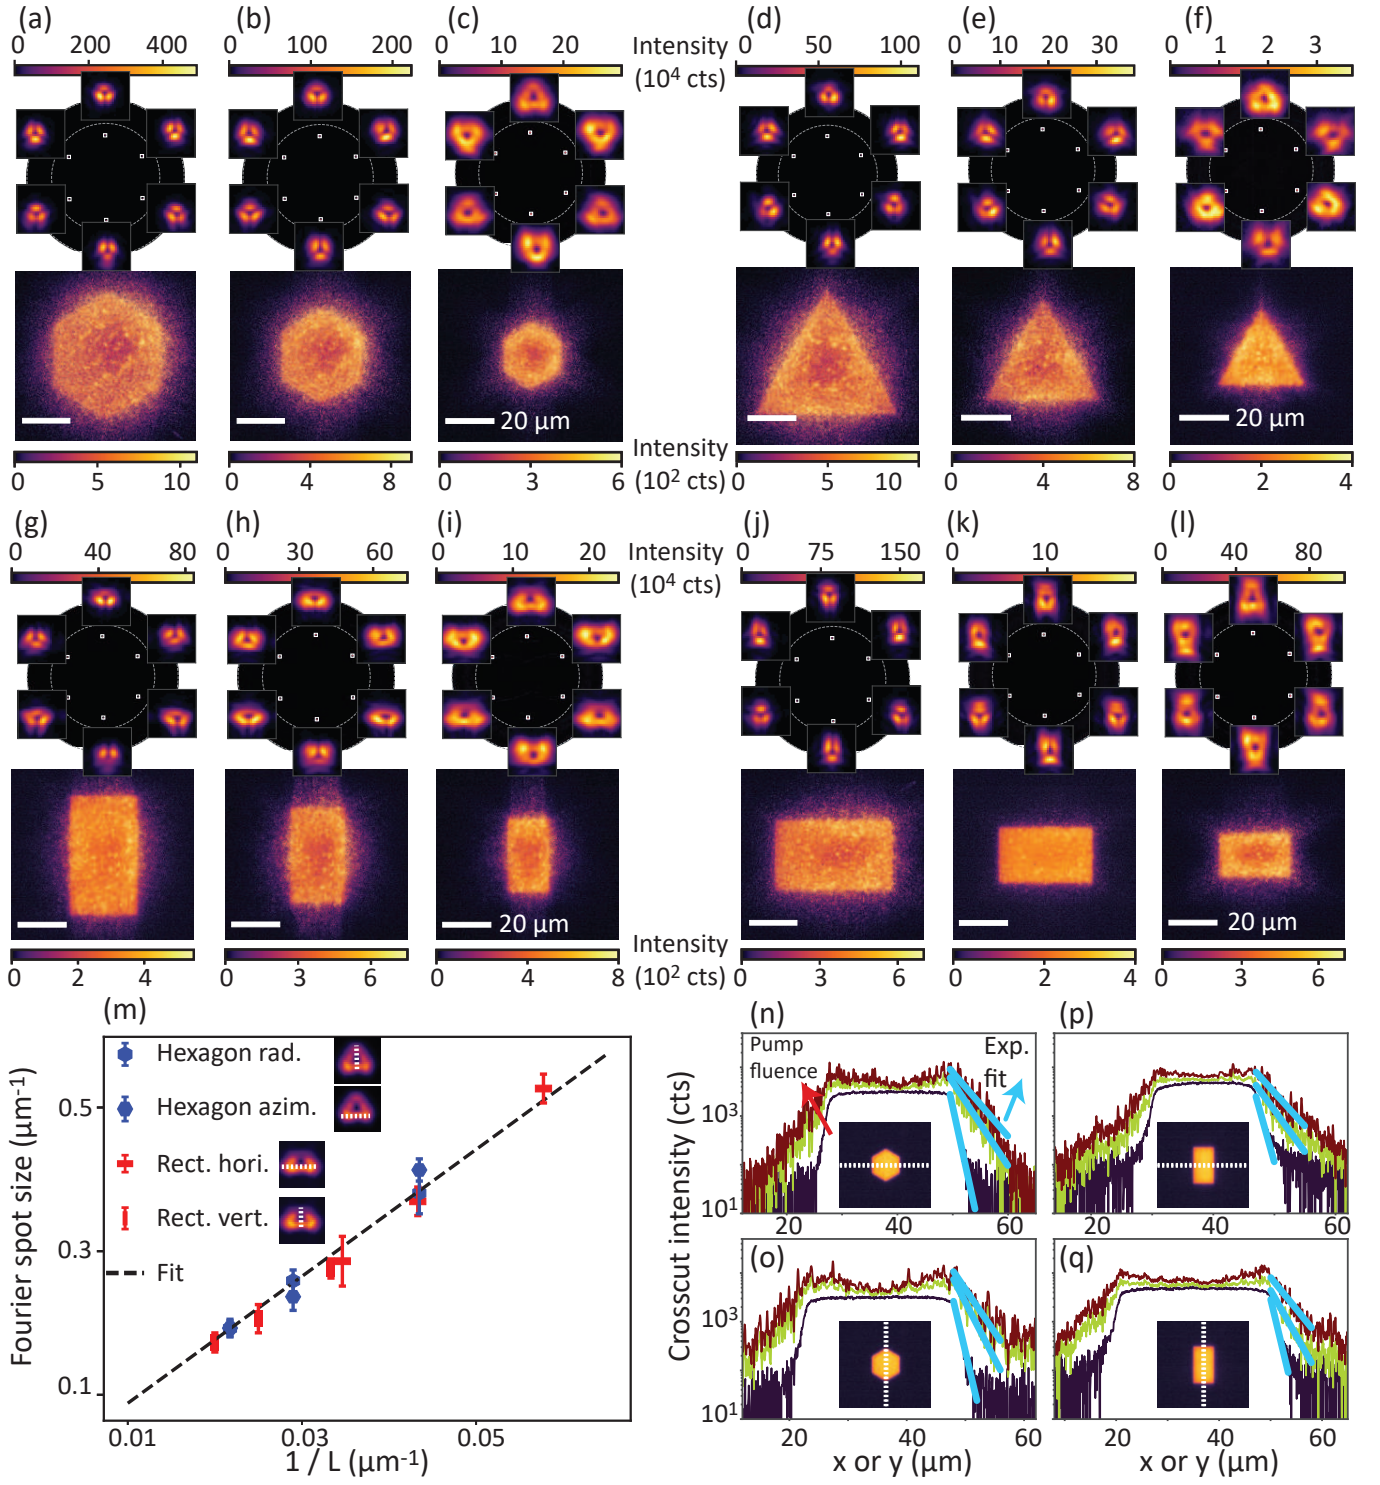 (a) (b) (c) (d) (e) (f)
0 200 400 0 100 200 0 10 20 Intensity (10⁴ cts) 0 50 100 0 10 20 30 0 1 2 3
20 µm 20 µm
0 5 10 0 4 8 0 3 6 Intensity (10² cts) 0 5 10 0 4 8 0 2 4
(g) (h) (i) (j) (k) (l)
0 40 80 0 30 60 0 10 20 Intensity (10⁴ cts) 0 75 150 0 10 0 40 80
20 µm 20 µm
0 2 4 0 3 6 0 4 8 Intensity (10² cts) 0 3 6 0 2 4 0 3 6
(m)
Fourier spot size (µm⁻¹)
Hexagon rad.
Hexagon azim.
Rect. hori.
Rect. vert.
Fit
0.5
0.3
0.1
0.01 0.03 0.05
1 / L (µm⁻¹)
Crosscut intensity (cts)
(n) (p)
Pump fluence
Exp. fit
10³
10¹
20 40 60 20 40 60
(o) (q)
10³
10¹
20 40 60 20 40 60
x or y (µm) x or y (µm)